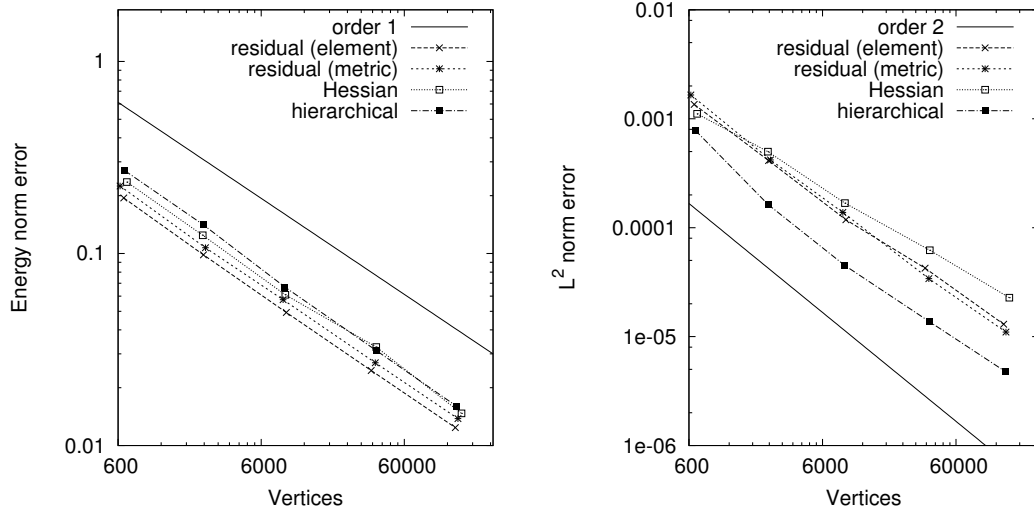 order 1
residual (element)
residual (metric)
Hessian
hierarchical
1
0.1
0.01
600
6000
60000
Energy norm error
Vertices
order 2
residual (element)
residual (metric)
Hessian
hierarchical
0.01
0.001
0.0001
1e-05
1e-06
600
6000
60000
L² norm error
Vertices